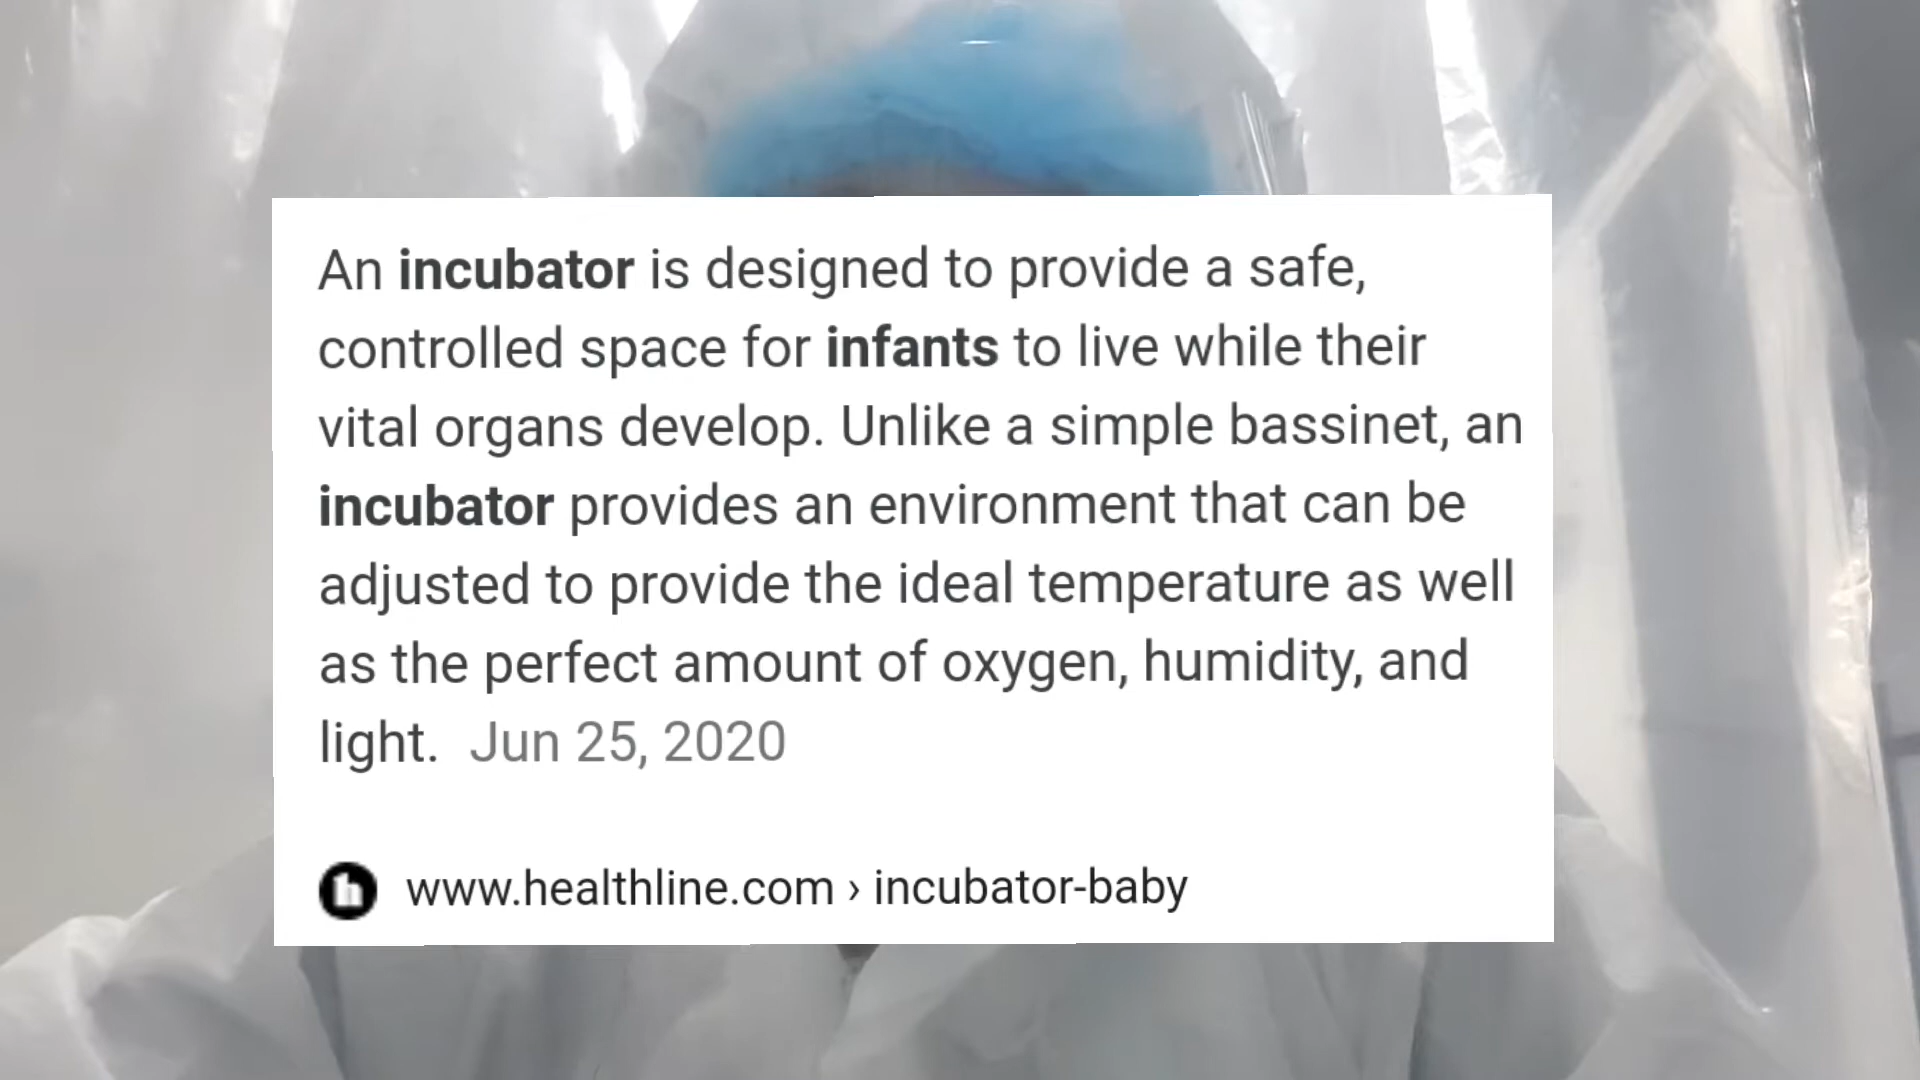 An incubator is designed to provide a safe,
controlled space for infants to live while their
vital organs develop. Unlike a simple bassinet, an
incubator provides an environment that can be
adjusted to provide the ideal temperature as well
as the perfect amount of oxygen, humidity, and
light. Jun 25, 2020
www.healthline.com › incubator-baby